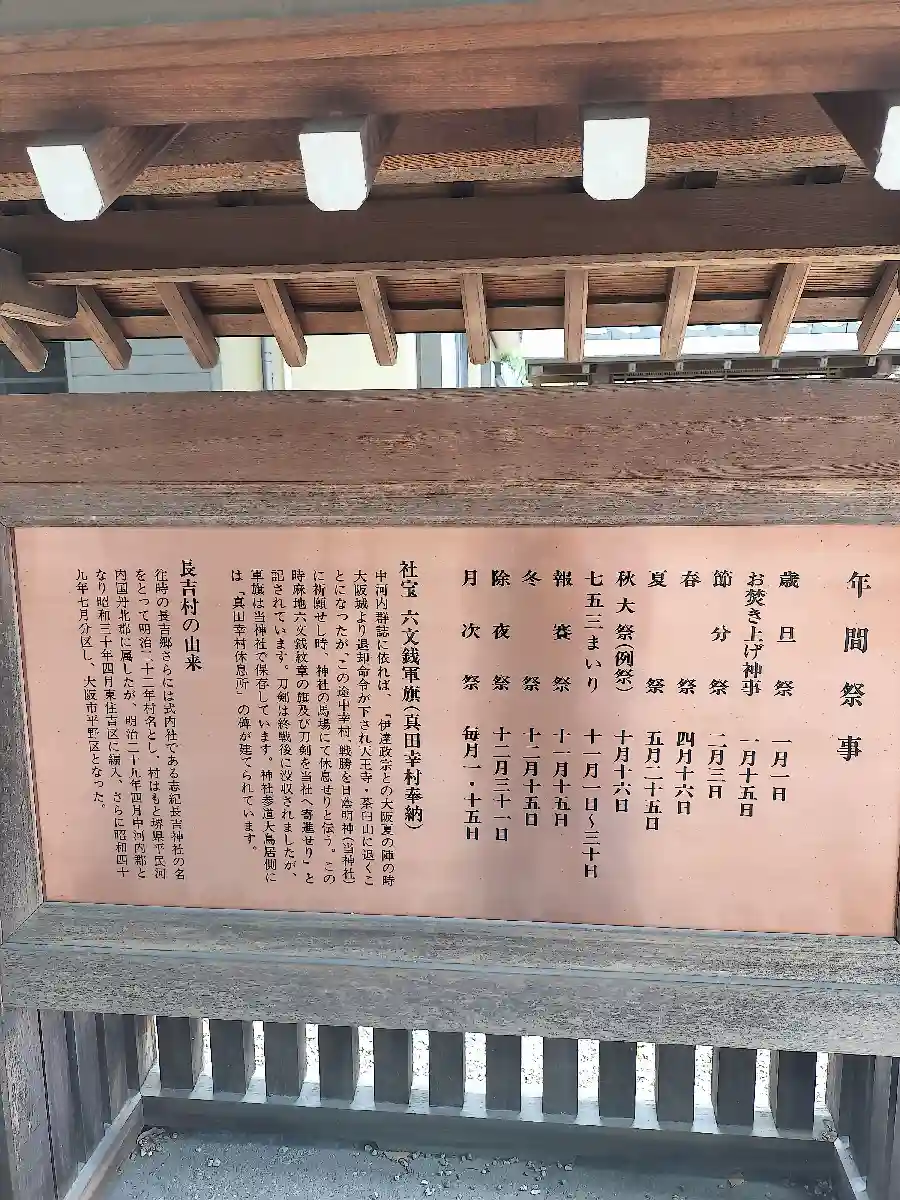 年間祭事
歳旦祭 一月一日
お焚き上げ神事 一月十五日
節分祭 二月三日
春祭 四月十六日
夏祭 五月二十五日
秋大祭(例祭) 十月十六日
七五三まいり 十一月一日~三十日
報賽祭 十一月十五日
冬祭 十二月十五日
除夜祭 十二月三十一日
月次祭 毎月一・十五日
社宝 六文銭軍旗(真田幸村奉納)
中河内群誌に依れば、「伊達政宗との大阪夏の陣の時
大阪城より退却命令が下され天王寺・茶臼山に退くこ
とになったが、この途中幸村、戦勝を日蔭明神(当神社)
に祈願せし時、神社の馬場にて休息せりと伝う。この
時麻地六文銭紋章の旗及び刀剣を当社へ寄進せり」と
記されています。刀剣は終戦後に没収されましたが、
軍旗は当神社で保存しています。神社参道大鳥居側に
は「真田幸村休息所」の碑が建てられています。
長吉村の由来
往時の長吉郷さらには式内社である志紀長吉神社の名
をとって明治二十二年村名とし、村はもと堺県平民河
内国丹北郡に属したが、明治二十九年四月中河内郡と
なり昭和三十年四月東住吉区に編入、さらに昭和四十
九年七月分区し、大阪市平野区となった。